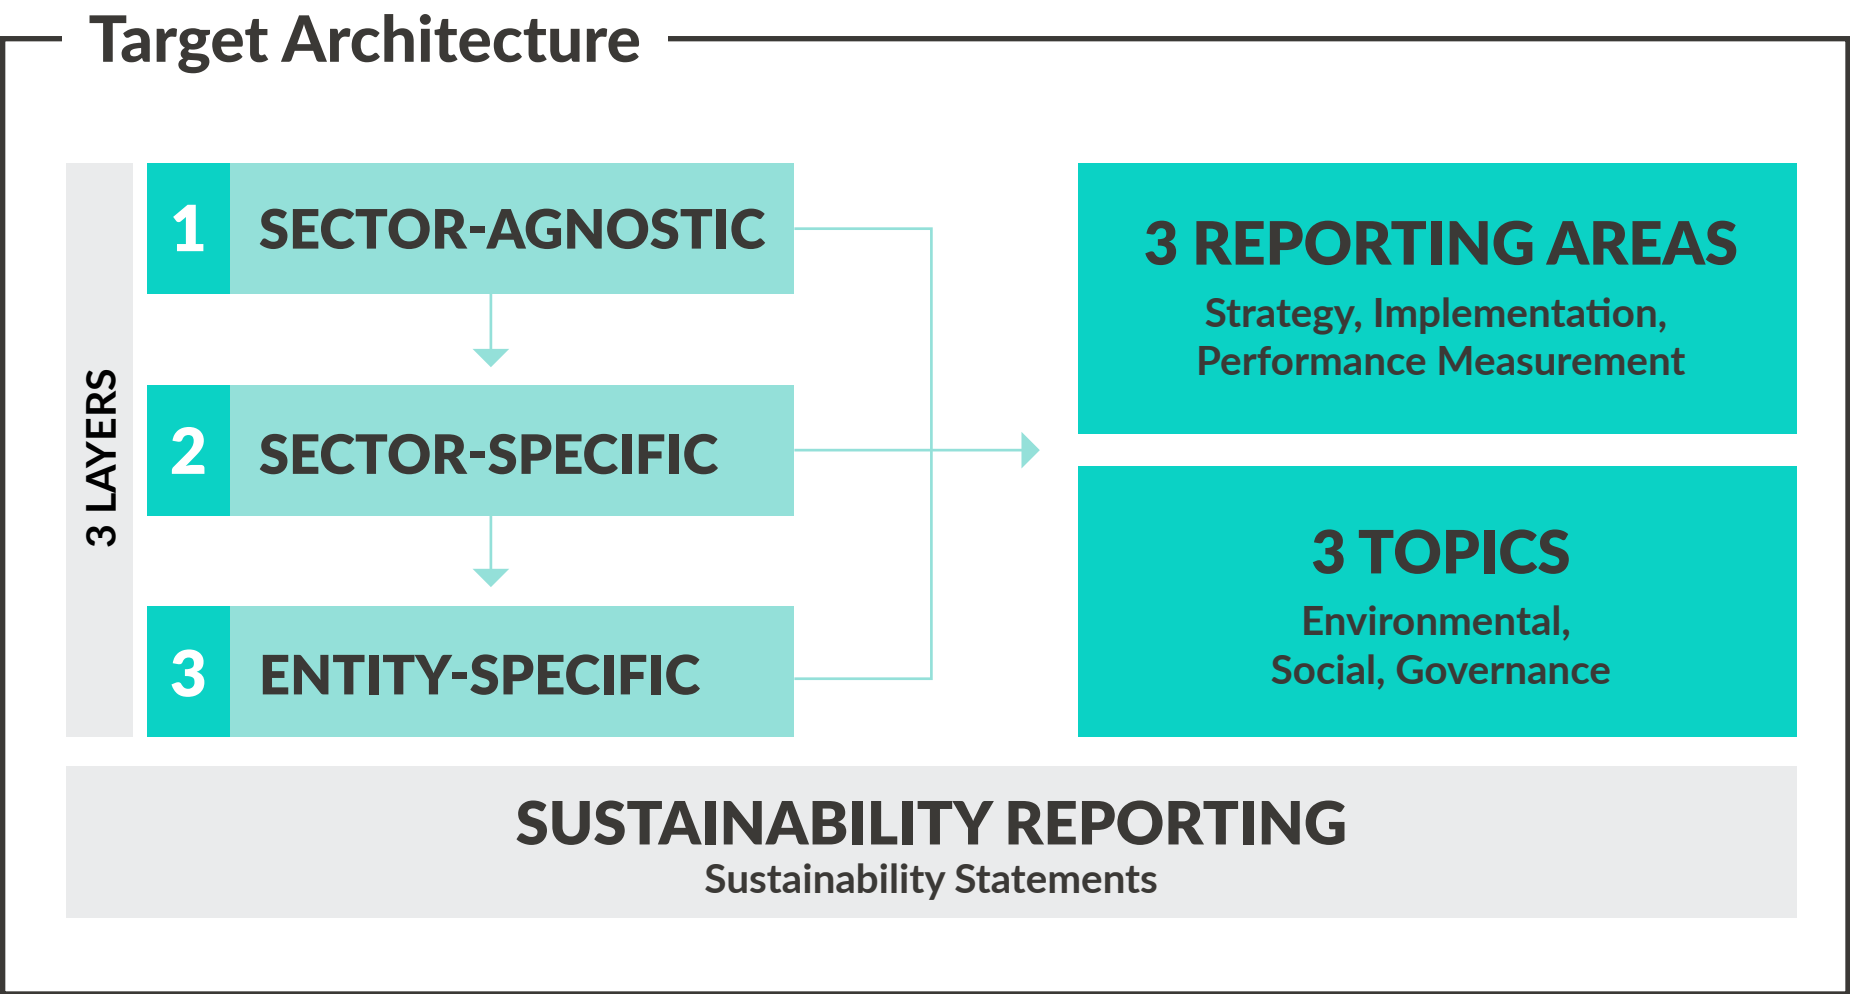 Target Architecture
3 LAYERS
1
SECTOR-AGNOSTIC
2
SECTOR-SPECIFIC
3
ENTITY-SPECIFIC
3 REPORTING AREAS
Strategy, Implementation,
Performance Measurement
3 TOPICS
Environmental,
Social, Governance
SUSTAINABILITY REPORTING
Sustainability Statements